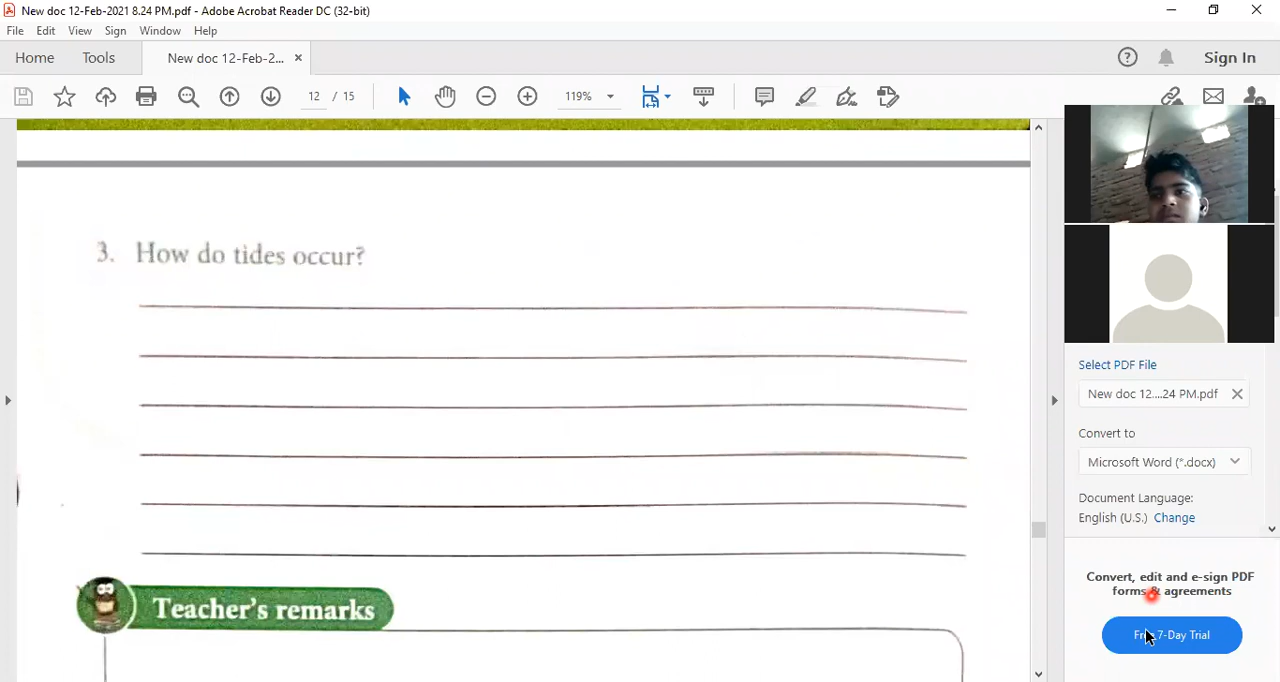 New doc 12-Feb-2021 8.24 PM.pdf - Adobe Acrobat Reader DC (32-bit)
File Edit View Sign Window Help
Home Tools New doc 12-Feb-2... × Sign In
12 / 15 119%
3. How do tides occur?
Teacher's remarks
Select PDF File
New doc 12....24 PM.pdf
Convert to
Microsoft Word (*.docx)
Document Language:
English (U.S.) Change
Convert, edit and e-sign PDF
forms & agreements
7-Day Trial